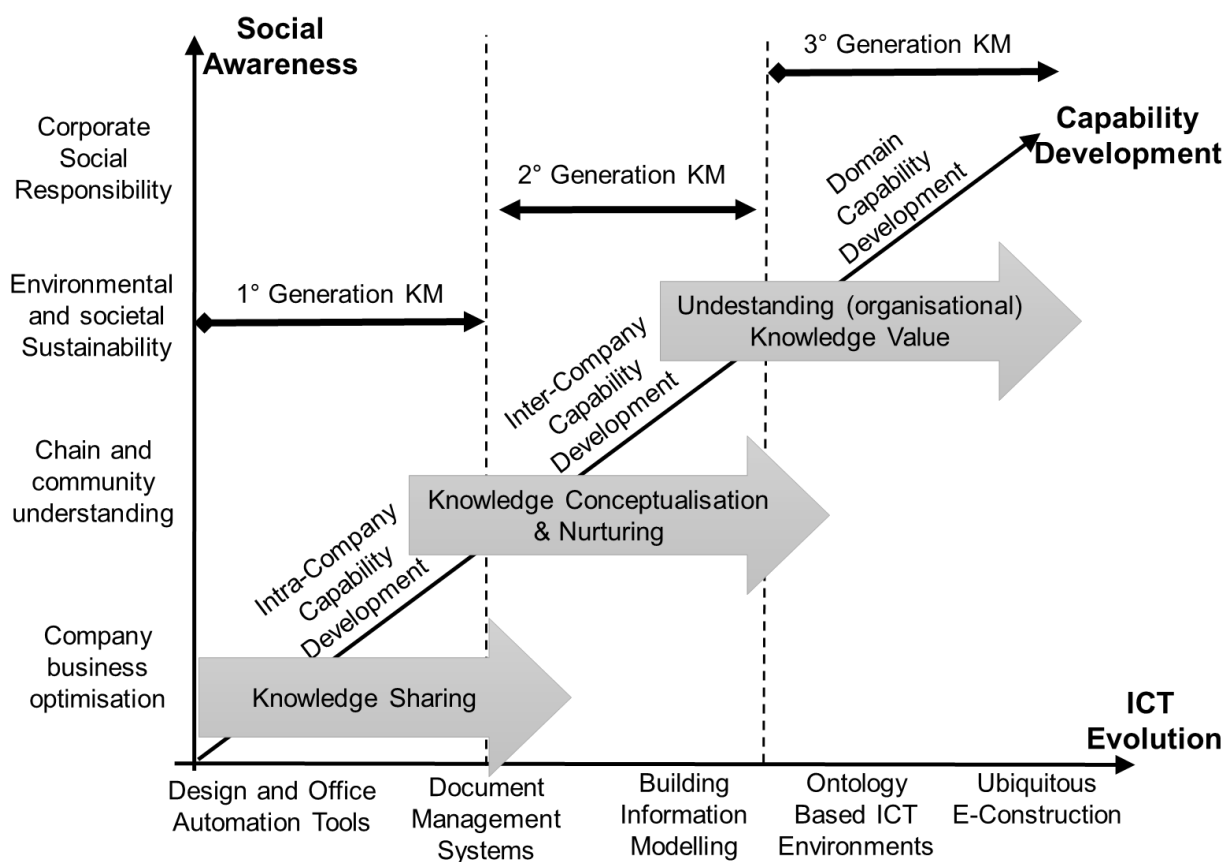 Social
Awareness
3° Generation KM
Corporate
Social
Responsibility
Capability
Development
2° Generation KM
Domain
Capability
Development
Environmental
and societal
Sustainability
1° Generation KM
Undestanding (organisational)
Knowledge Value
Inter-Company
Capability
Development
Chain and
community
understanding
Knowledge Conceptualisation
& Nurturing
Intra-Company
Capability
Development
Company
business
optimisation
Knowledge Sharing
ICT
Evolution
Design and Office
Automation Tools
Document
Management
Systems
Building
Information
Modelling
Ontology
Based ICT
Environments
Ubiquitous
E-Construction